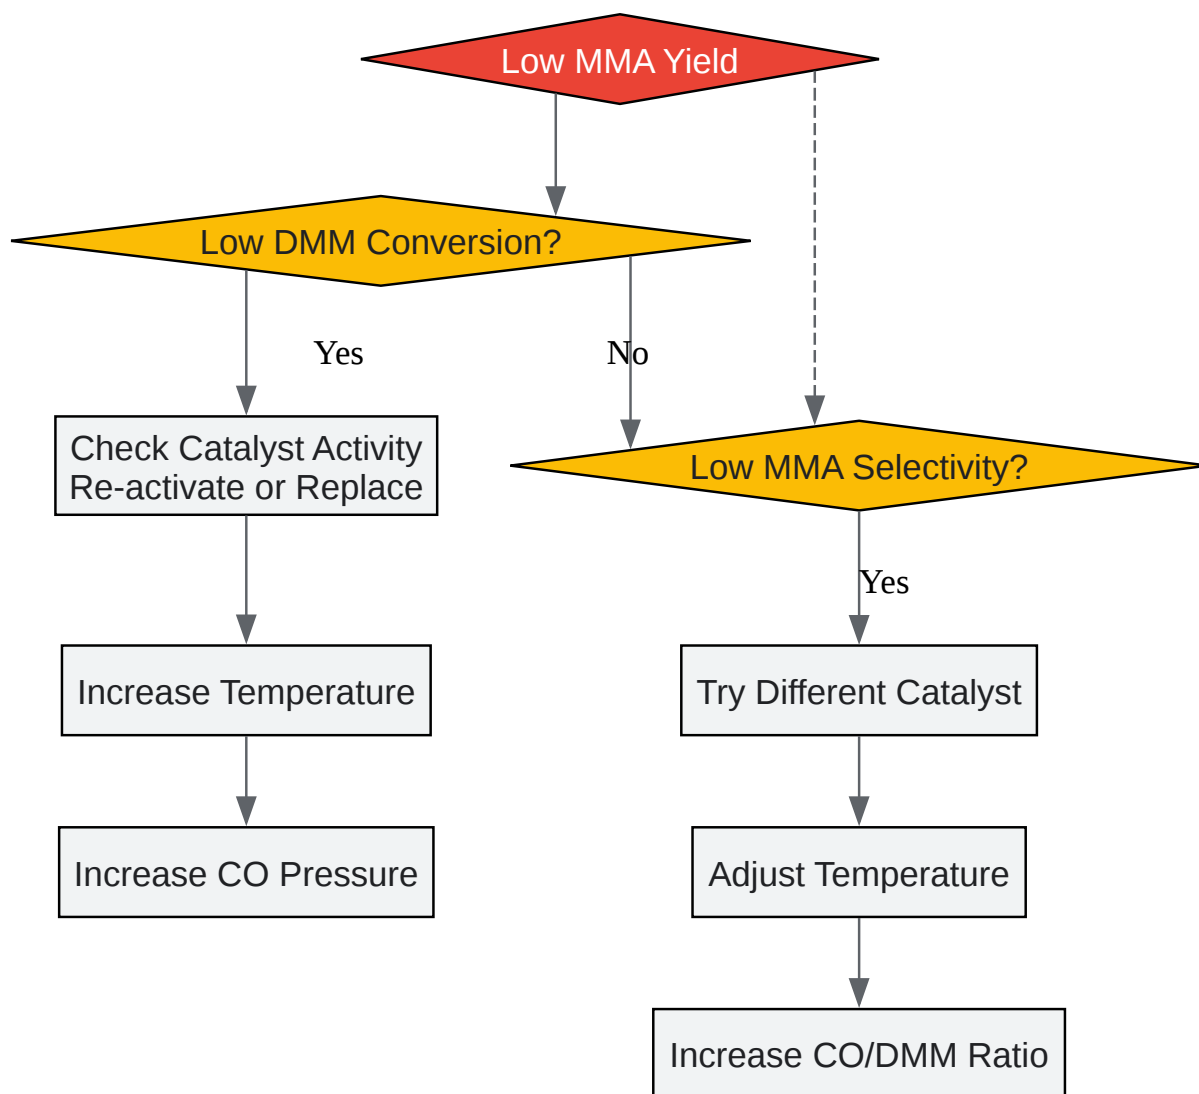 Low MMA Yield
Low DMM Conversion?
Yes
No
Check Catalyst Activity
Re-activate or Replace
Low MMA Selectivity?
Yes
Increase Temperature
Try Different Catalyst
Increase CO Pressure
Adjust Temperature
Increase CO/DMM Ratio